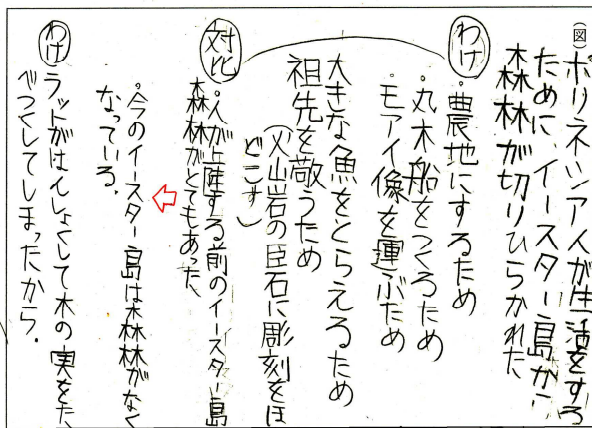 (図)ポリネシア人が生活をする
ために、イースター島から
森林が切りひらかれた
わけ
・農地にするため
・丸木船をつくるため
・モアイ像を運ぶため
大きな魚をとらえるため
祖先を敬うため
(火山岩の巨石に彫刻をほ
どこす)
対比
・人が上陸する前のイースター島
森林がとてもあった、
・今のイースター島は森林がなく
なっている。
わけ
ラットがはんしょくして木の実をた
べつくしてしまったから。